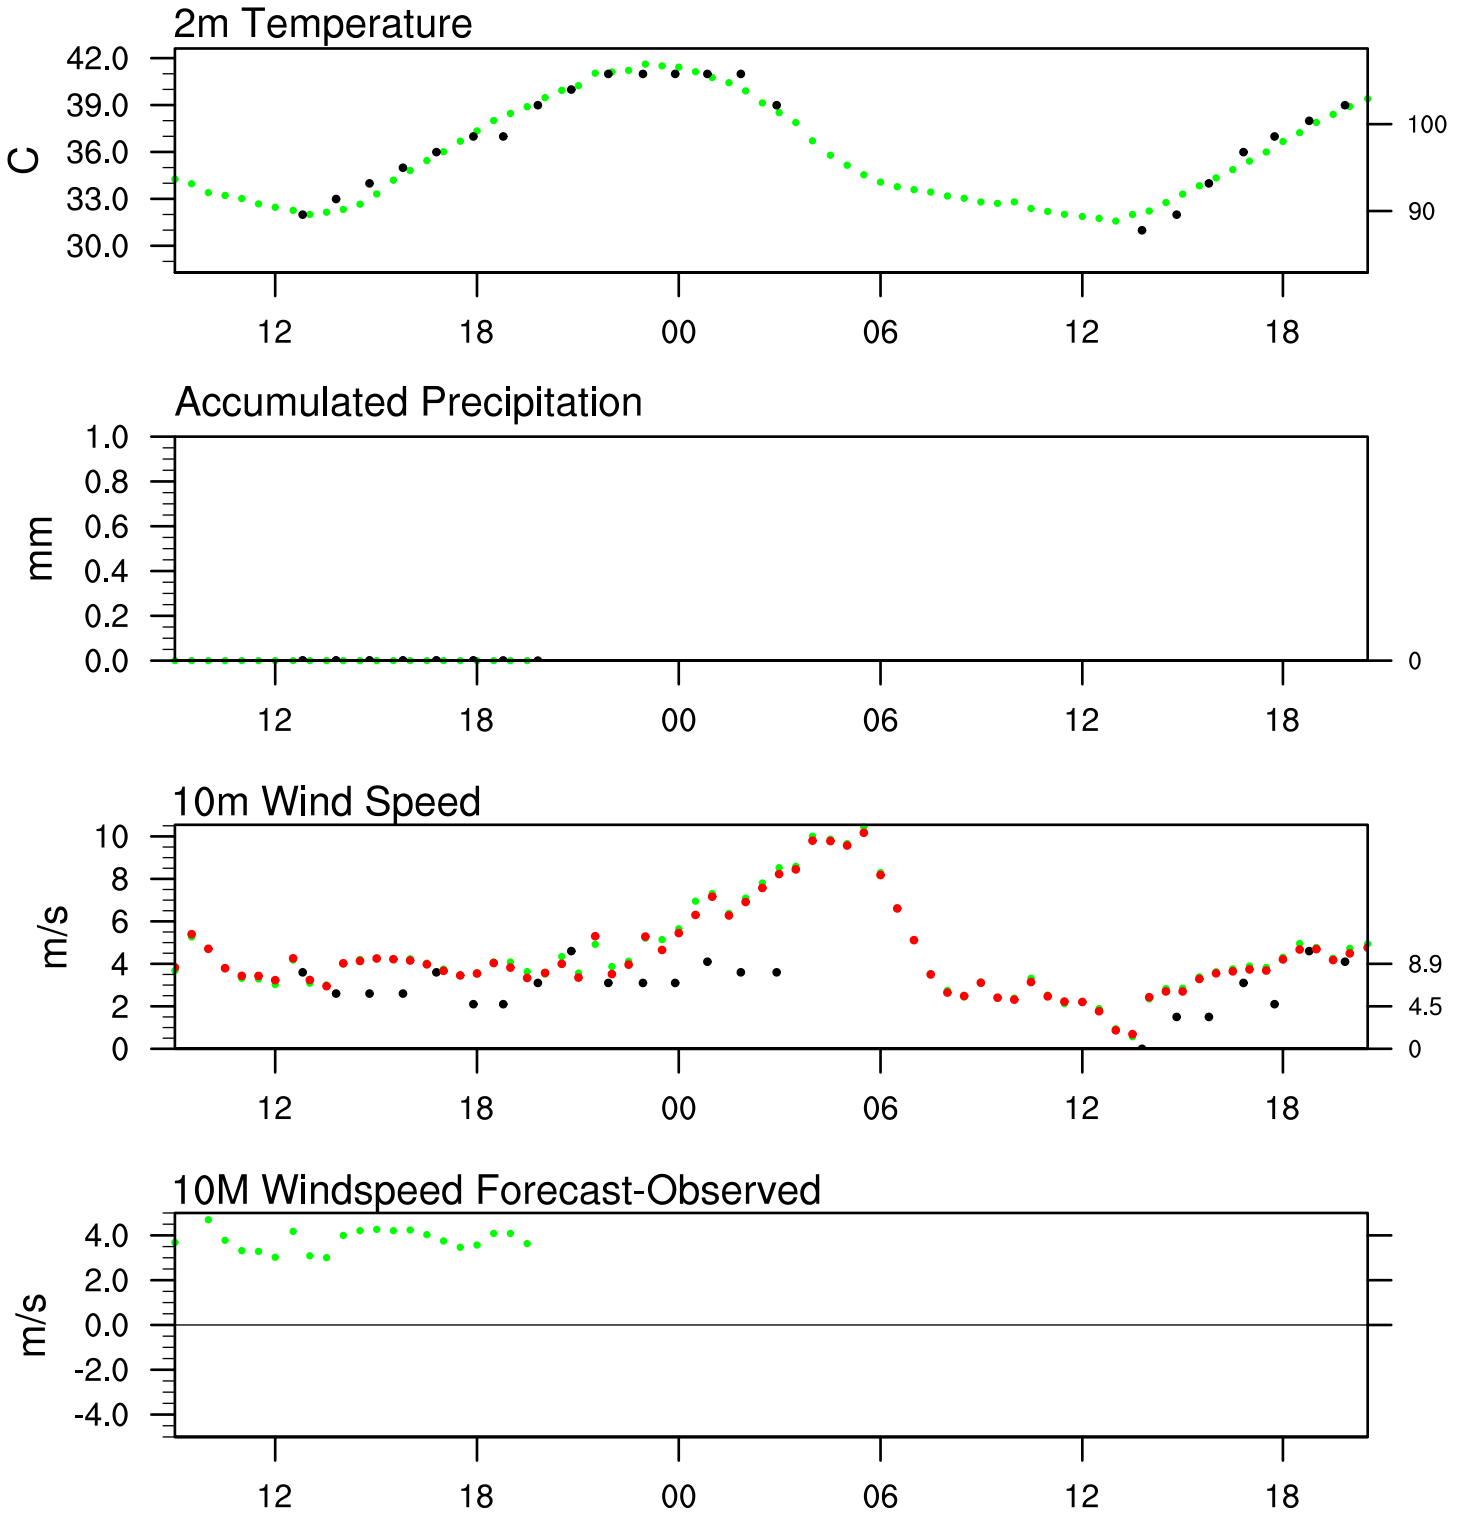 2m Temperature
42.0
39.0
36.0
33.0
30.0
C
100
90
12 18 00 06 12 18
Accumulated Precipitation
1.0
0.8
0.6
0.4
0.2
0.0
mm
0
12 18 00 06 12 18
10m Wind Speed
10
8
6
4
2
0
m/s
8.9
4.5
0
12 18 00 06 12 18
10M Windspeed Forecast-Observed
4.0
2.0
0.0
-2.0
-4.0
m/s
12 18 00 06 12 18